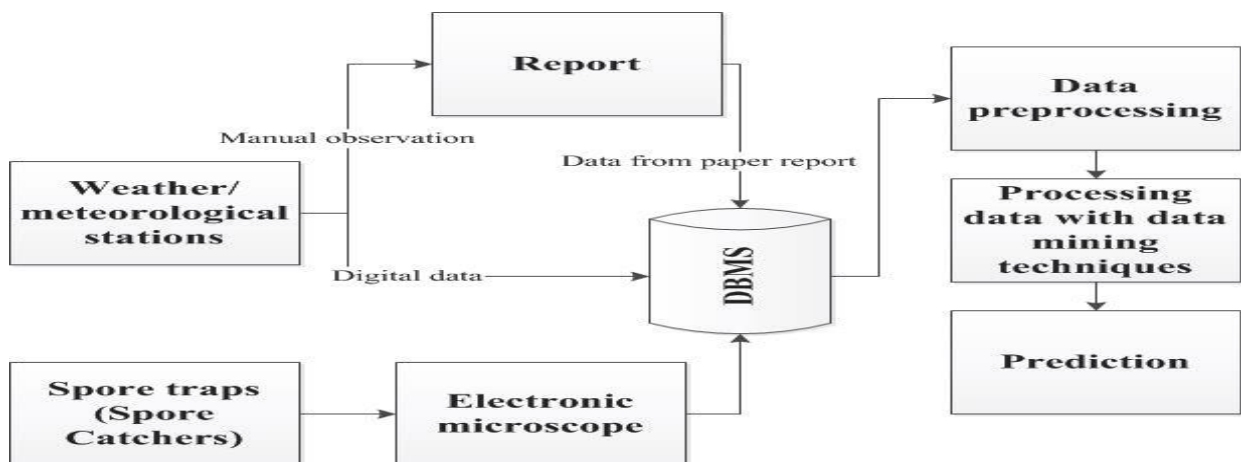 Report
Data
preprocessing
Manual observation
Data from paper report
Weather/
meteorological
stations
Processing
data with data
mining
techniques
Digital data
DBMS
Prediction
Spore traps
(Spore
Catchers)
Electronic
microscope